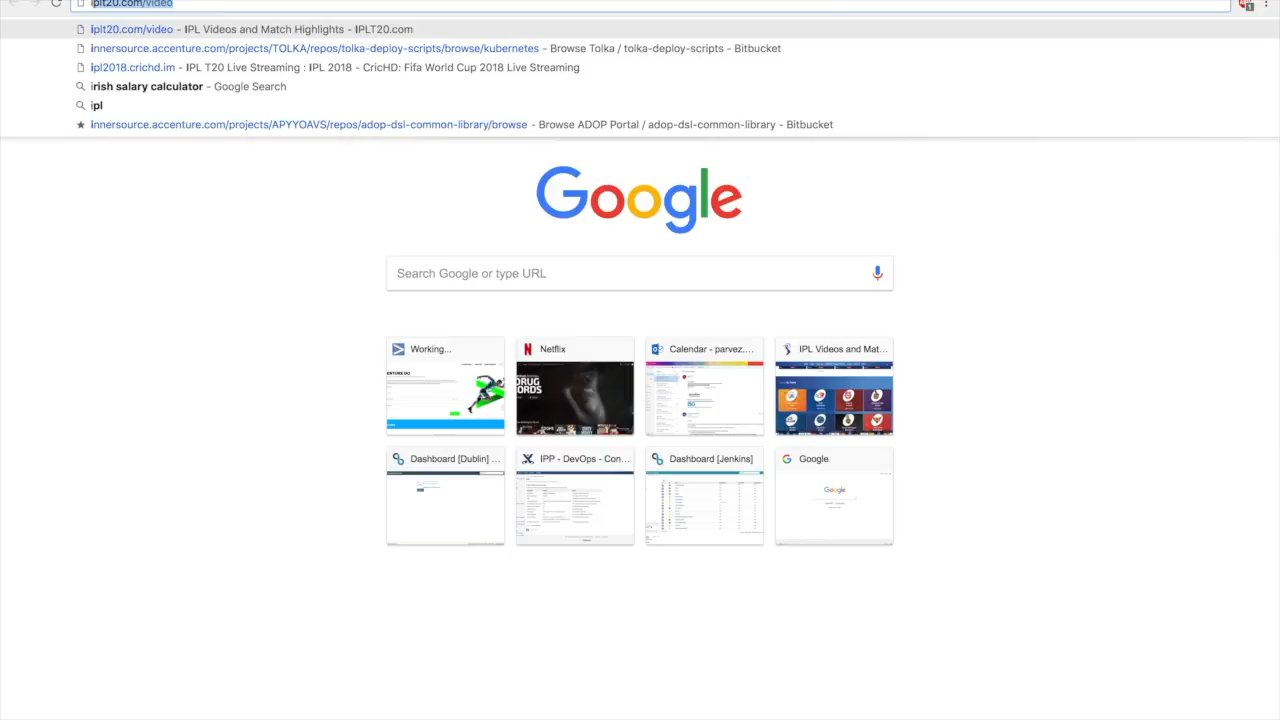 iplt20.com/video
iplt20.com/video - IPL Videos and Match Highlights - IPLT20.com
innersource.accenture.com/projects/TOLKA/repos/tolka-deploy-scripts/browse/kubernetes - Browse Tolka / tolka-deploy-scripts - Bitbucket
ipl2018.crichd.im - IPL T20 Live Streaming : IPL 2018 - CricHD: Fifa World Cup 2018 Live Streaming
irish salary calculator - Google Search
ipl
innersource.accenture.com/projects/APYYOAVS/repos/adop-dsl-common-library/browse - Browse ADOP Portal / adop-dsl-common-library - Bitbucket
Google
Search Google or type URL
Working...
Netflix
Calendar - parvez....
IPL Videos and Mat...
Dashboard [Dublin] ...
IPP - DevOps - Con...
Dashboard [Jenkins]
Google